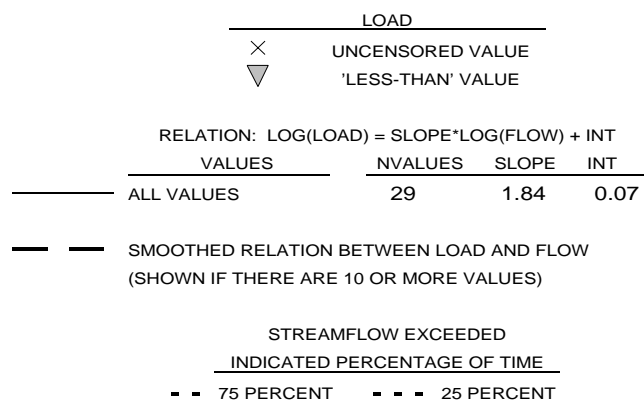 LOAD
UNCENSORED VALUE
'LESS-THAN' VALUE
RELATION: LOG(LOAD) = SLOPE*LOG(FLOW) + INT
VALUES NVALUES SLOPE INT
ALL VALUES 29 1.84 0.07
SMOOTHED RELATION BETWEEN LOAD AND FLOW
(SHOWN IF THERE ARE 10 OR MORE VALUES)
STREAMFLOW EXCEEDED
INDICATED PERCENTAGE OF TIME
75 PERCENT 25 PERCENT